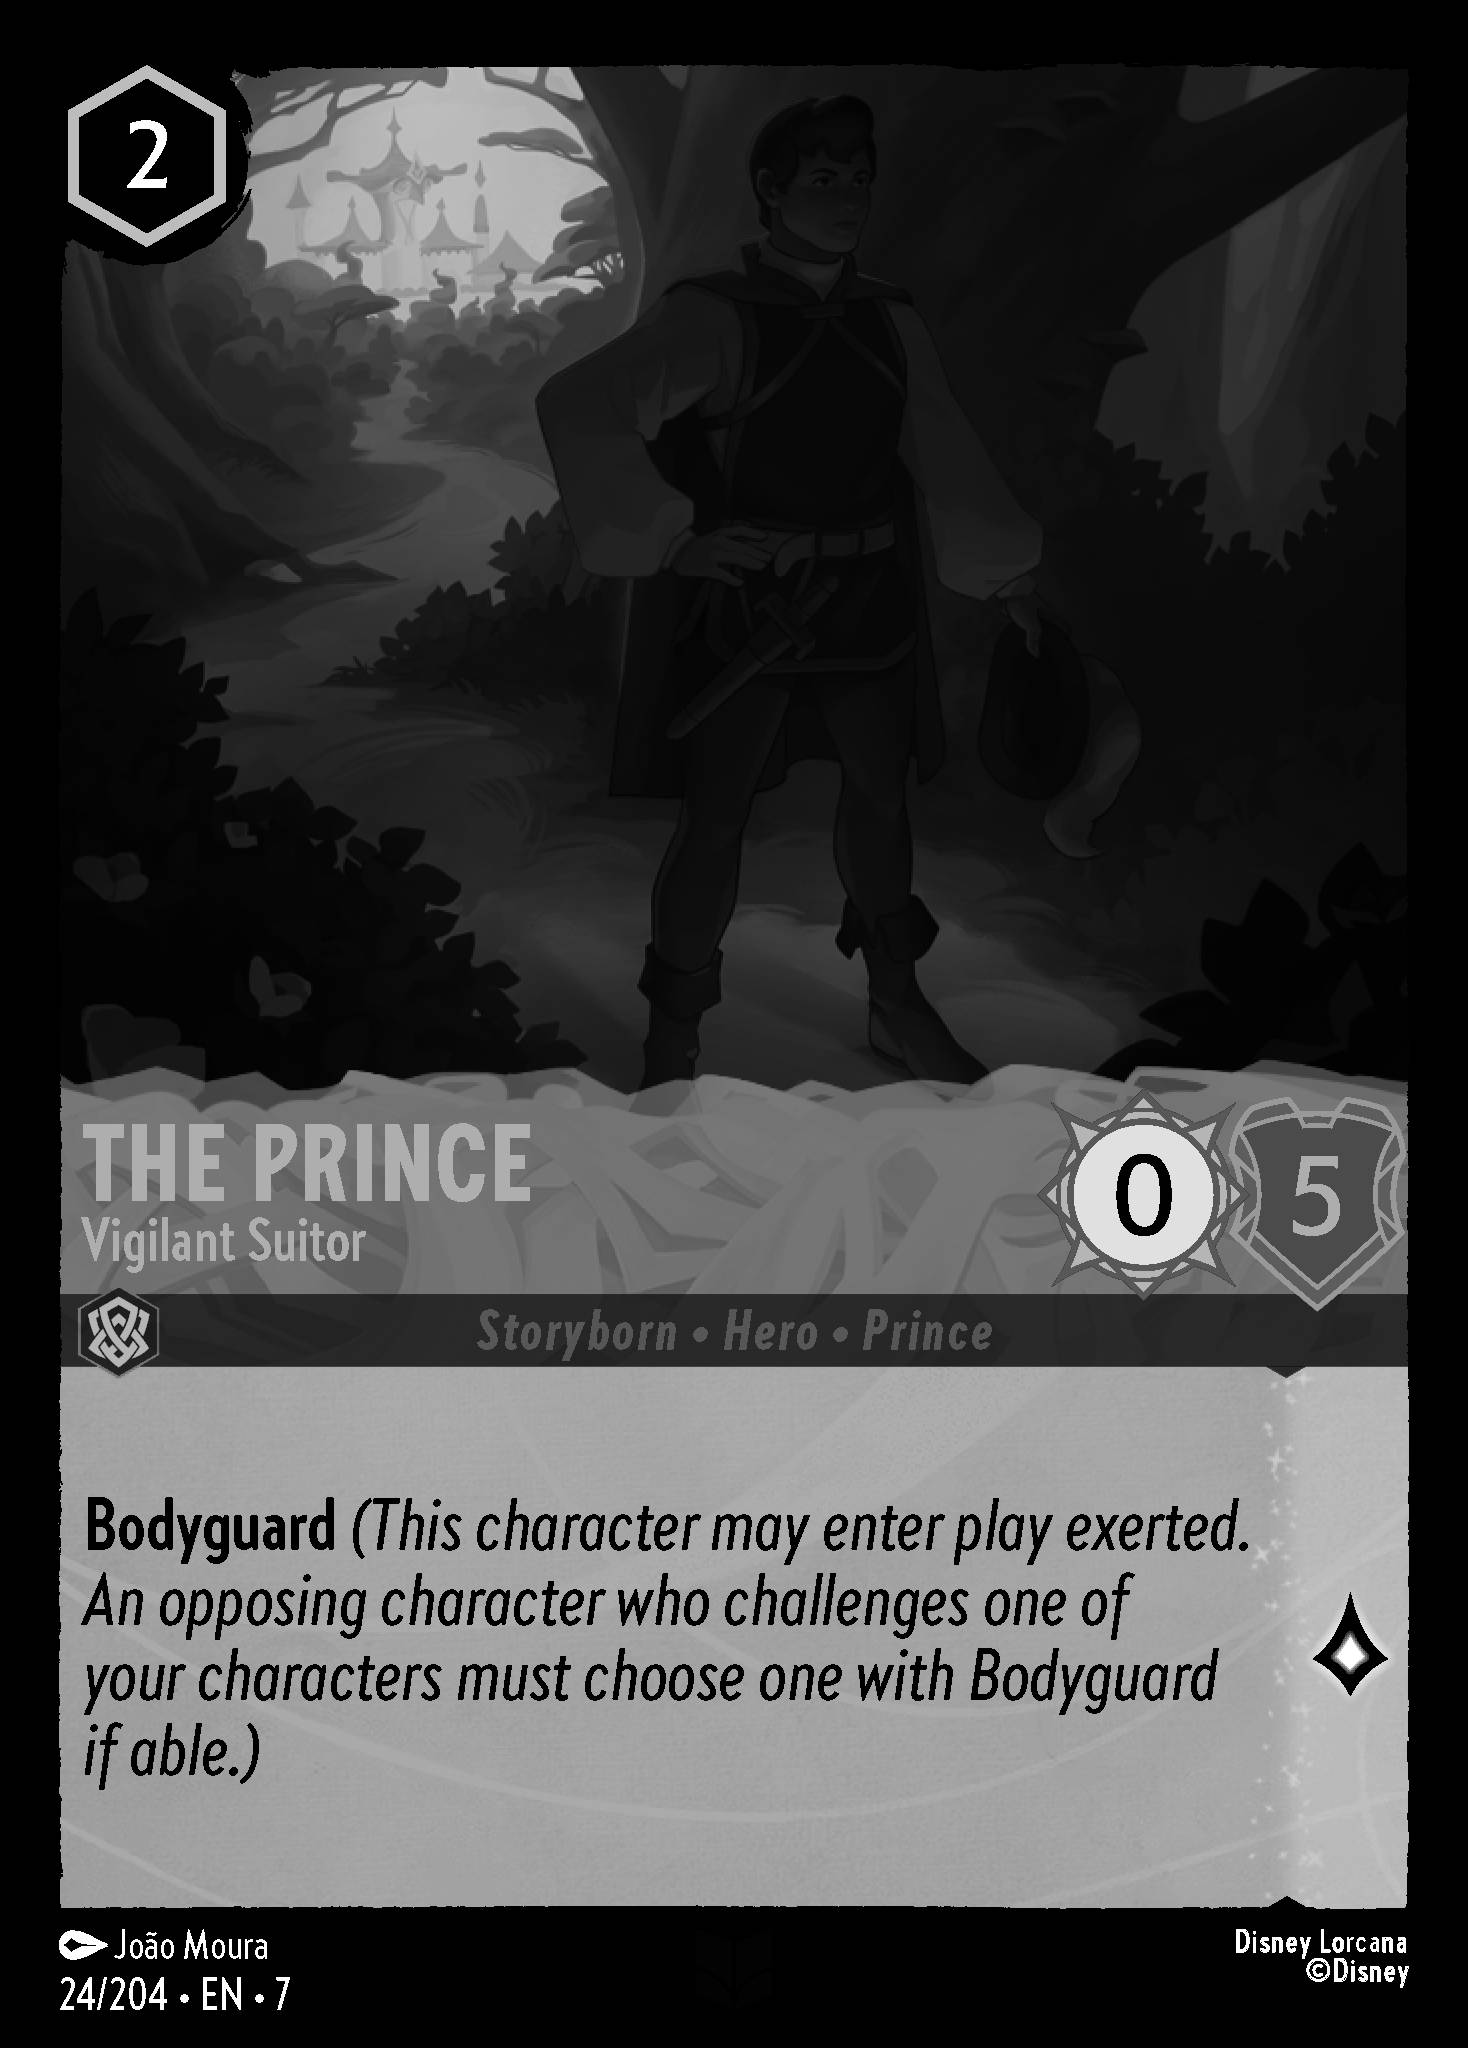 2
THE PRINCE
Vigilant Suitor
0
5
Storyborn • Hero • Prince
Bodyguard (This character may enter play exerted.
An opposing character who challenges one of
your characters must choose one with Bodyguard
if able.)
João Moura
24/204 • EN • 7
Disney Lorcana
©Disney